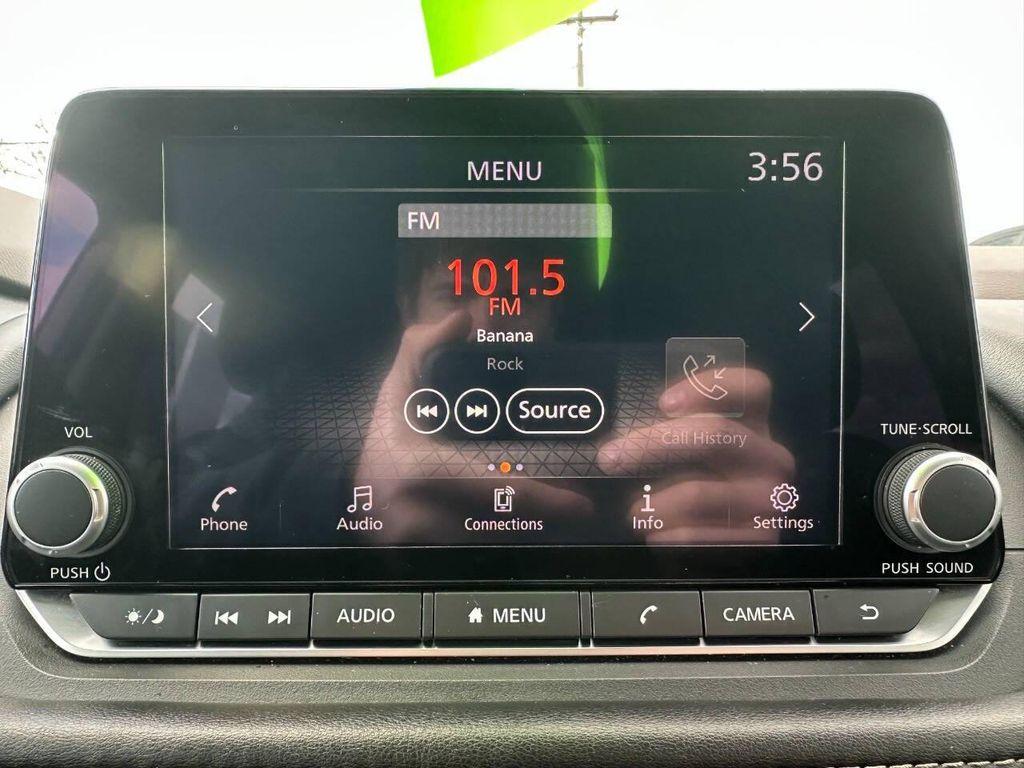 MENU
3:56
FM
101.5
FM
Banana
Rock
Source
Call History
VOL
TUNE·SCROLL
Phone
Audio
Connections
Info
Settings
PUSH
PUSH SOUND
AUDIO
MENU
CAMERA